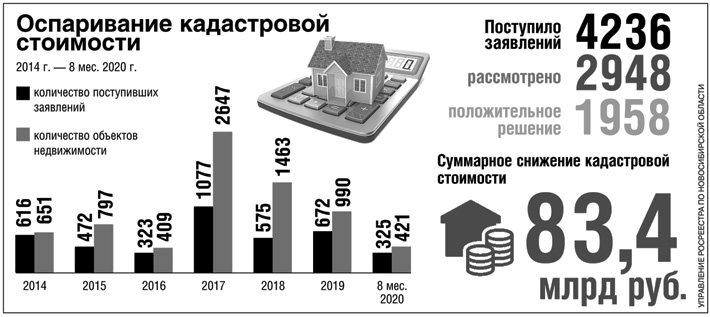 Оспаривание кадастровой
стоимости
2014 г. — 8 мес. 2020 г.
количество поступивших
заявлений
количество объектов
недвижимости
616 651
472 797
323 409
1077 2647
575 1463
672 990
325 421
2014 2015 2016 2017 2018 2019 8 мес.
2020
Поступило
заявлений 4236
рассмотрено 2948
положительное
решение 1958
Суммарное снижение кадастровой
стоимости
83,4
млрд руб.
УПРАВЛЕНИЕ РОСРЕЕСТРА ПО НОВОСИБИРСКОЙ ОБЛАСТИ